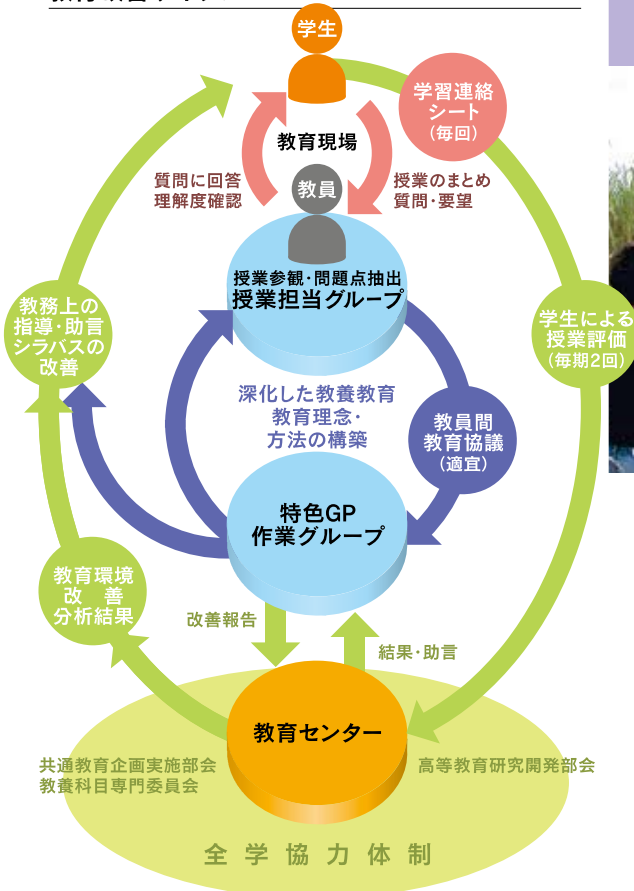 学生
学習連絡
シート
(毎回)
教育現場
質問に回答
理解度確認
教員
授業のまとめ
質問・要望
授業参観・問題点抽出
授業担当グループ
教務上の
指導・助言
シラバスの
改善
学生による
授業評価
(毎期2回)
深化した教養教育
教育理念・
方法の構築
教員間
教育協議
(適宜)
特色GP
作業グループ
教育環境
改　善
分析結果
改善報告
結果・助言
教育センター
共通教育企画実施部会
教養科目専門委員会
高等教育研究開発部会
全学協力体制